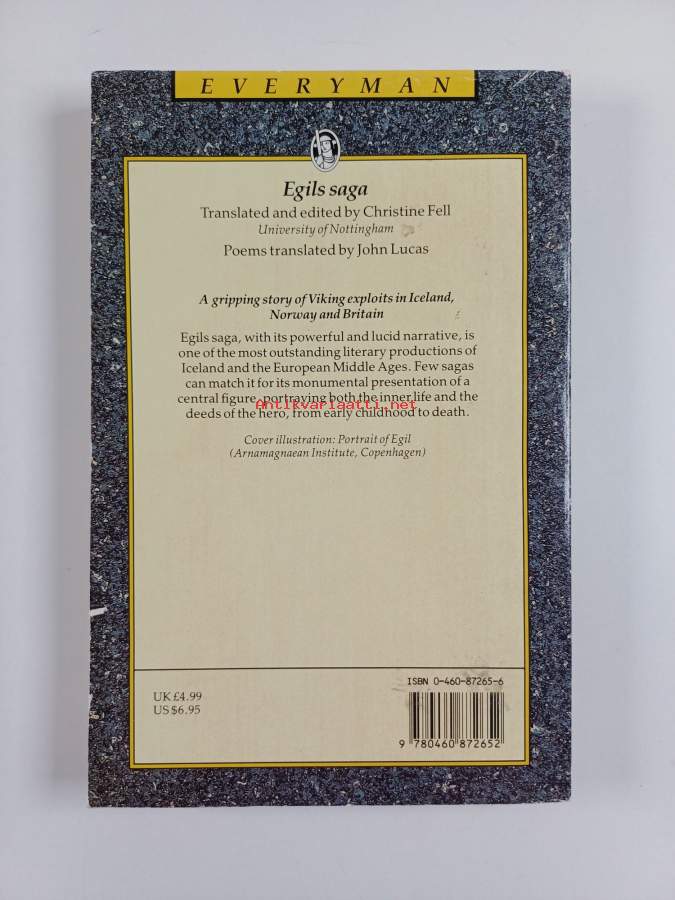 EVERYMAN
Egils saga
Translated and edited by Christine Fell
University of Nottingham
Poems translated by John Lucas
A gripping story of Viking exploits in Iceland,
Norway and Britain
Egils saga, with its powerful and lucid narrative, is
one of the most outstanding literary productions of
Iceland and the European Middle Ages. Few sagas
can match it for its monumental presentation of a
central figure, portraying both the inner life and the
Antikvariaatti.net
deeds of the hero, from early childhood to death.
Cover illustration: Portrait of Egil
(Arnamagnaean Institute, Copenhagen)
ISBN 0-460-87265-6
UK £4.99
US $6.95
9 780460 872652